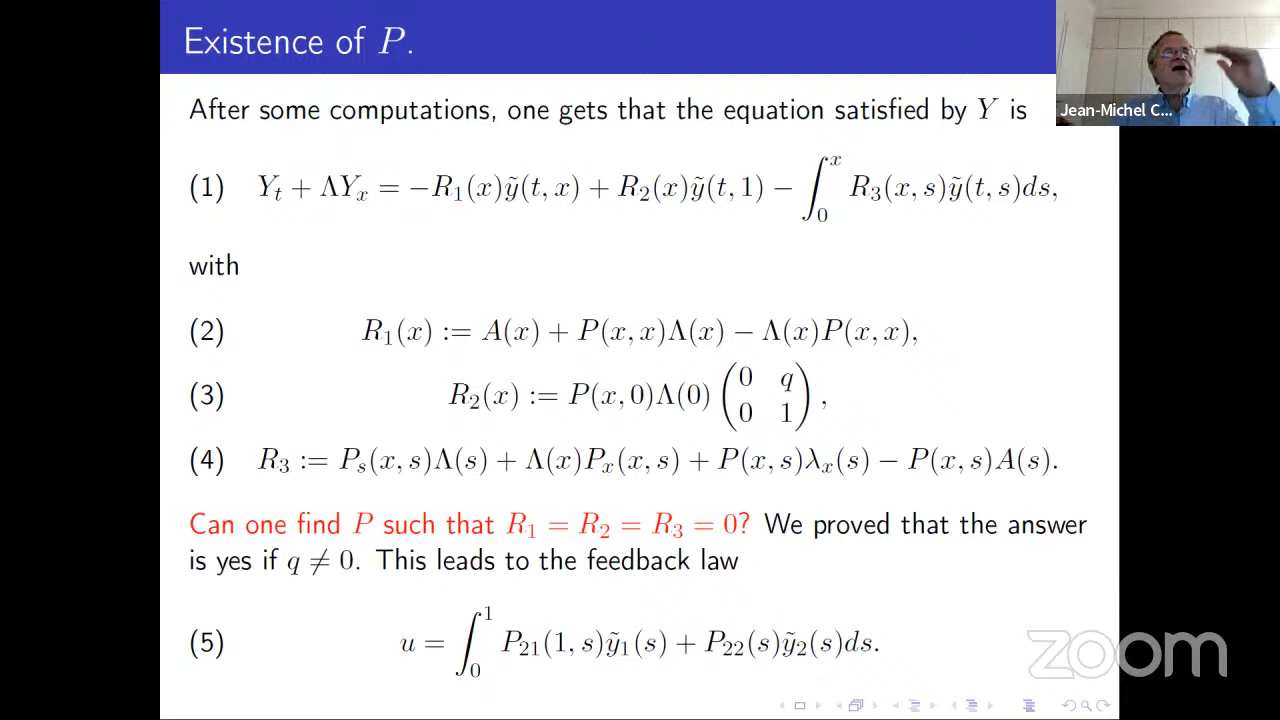 Existence of P.
Jean-Michel C...
After some computations, one gets that the equation satisfied by Y is
(1) Y_t + ΛY_x = −R_1(x)ỹ(t, x) + R_2(x)ỹ(t, 1) − ∫_0^x R_3(x, s)ỹ(t, s)ds,
with
(2) R_1(x) := A(x) + P(x, x)Λ(x) − Λ(x)P(x, x),
(3) R_2(x) := P(x, 0)Λ(0) (0 q
0 1),
(4) R_3 := P_s(x, s)Λ(s) + Λ(x)P_x(x, s) + P(x, s)λ_x(s) − P(x, s)A(s).
Can one find P such that R_1 = R_2 = R_3 = 0? We proved that the answer
is yes if q ≠ 0. This leads to the feedback law
(5) u = ∫_0^1 P_21(1, s)ỹ_1(s) + P_22(s)ỹ_2(s)ds.
zoom